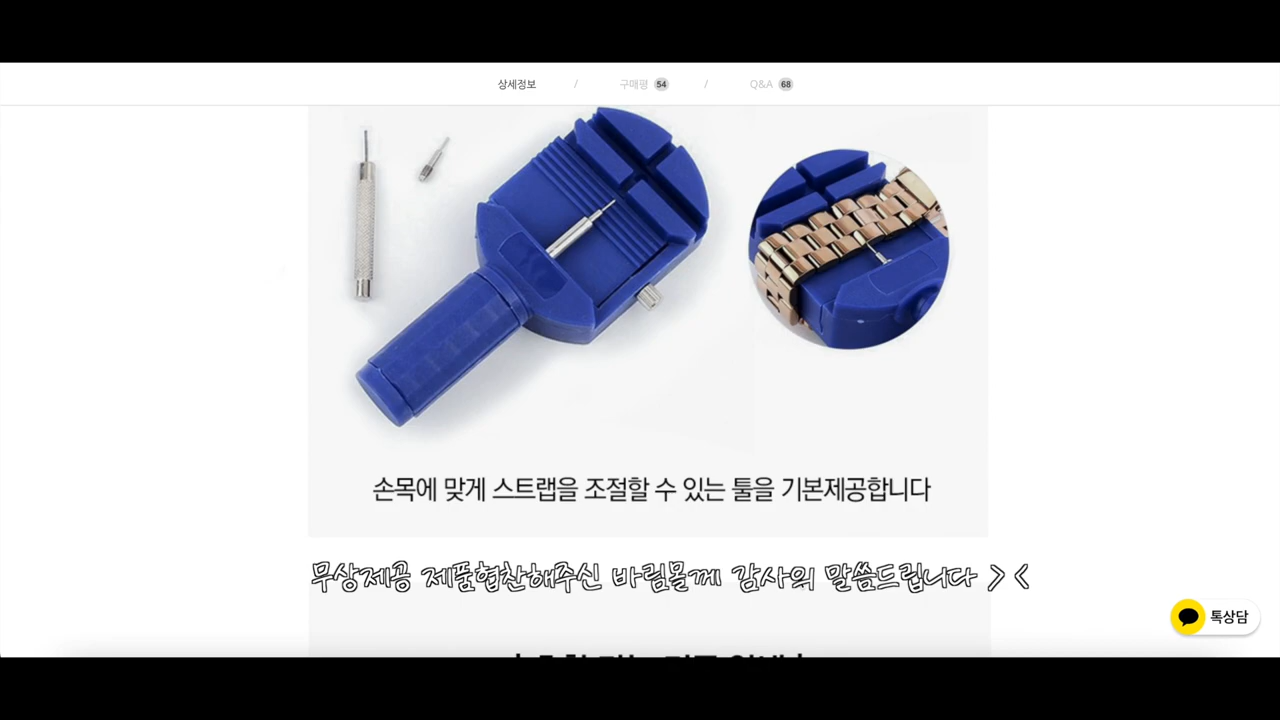 상세정보 / 구매평 54 / Q&A 68
손목에 맞게 스트랩을 조절할 수 있는 툴을 기본제공합니다
무상제공 제품협찬해주신 바림몰께 감사의 말씀드립니다 > <
톡상담